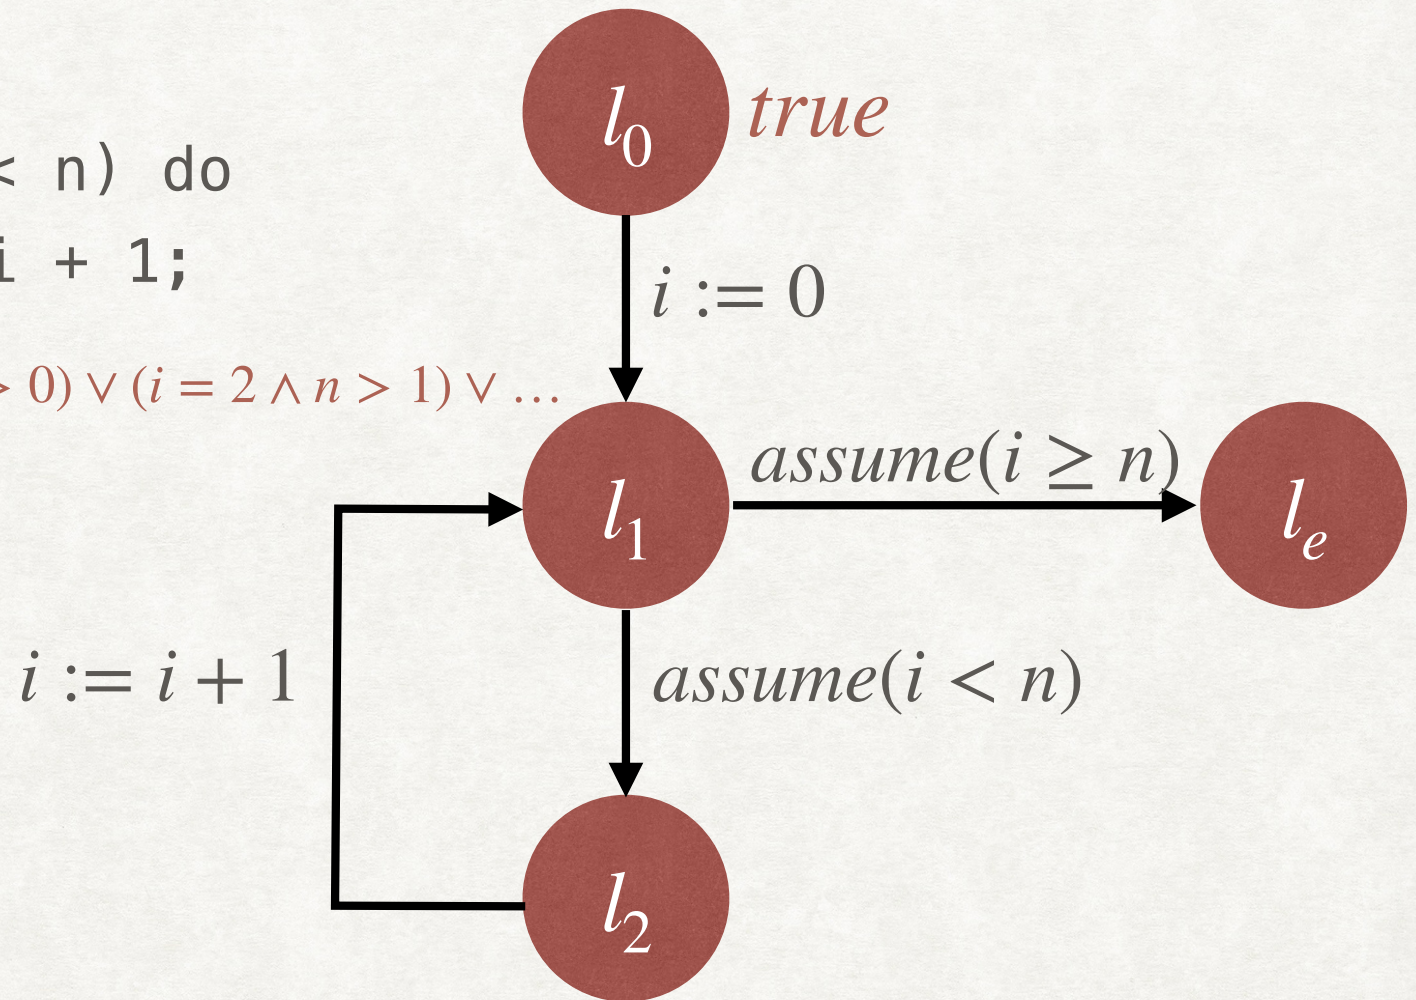 l₀ true
< n) do
i + 1;
i := 0
> 0) ∨ (i = 2 ∧ n > 1) ∨ …
assume(i ≥ n)
l₁
lₑ
i := i + 1
assume(i < n)
l₂